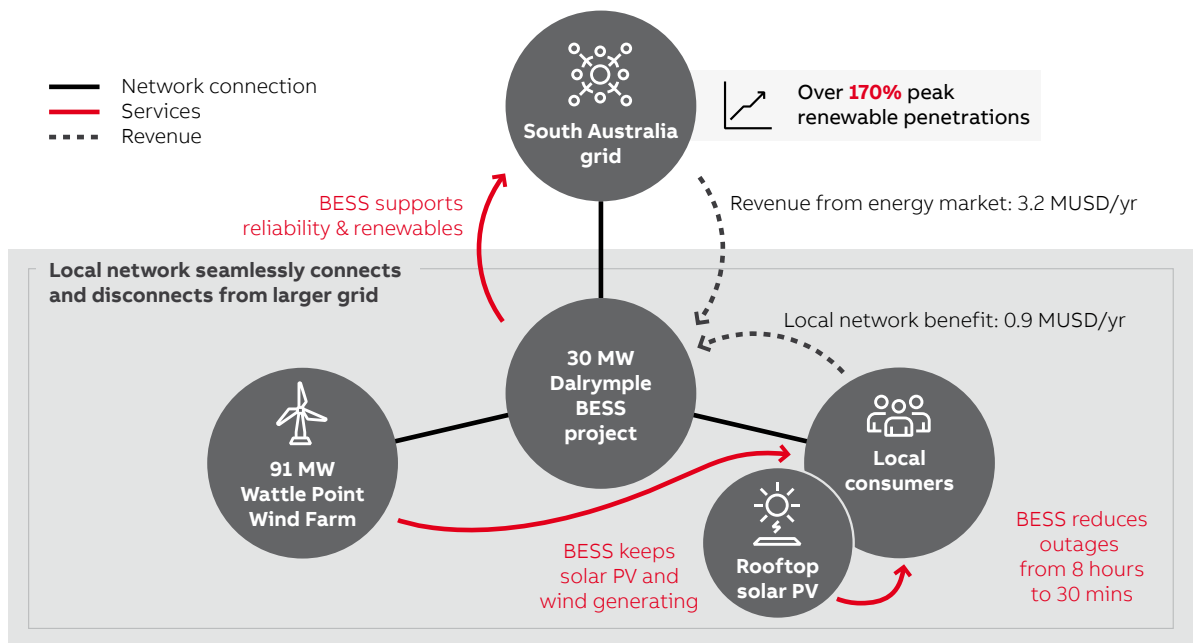 Network connection
Services
Revenue
South Australia
grid
Over 170% peak
renewable penetrations
BESS supports
reliability & renewables
Revenue from energy market: 3.2 MUSD/yr
Local network seamlessly connects
and disconnects from larger grid
Local network benefit: 0.9 MUSD/yr
30 MW
Dalrymple
BESS
project
91 MW
Wattle Point
Wind Farm
Local
consumers
BESS keeps
solar PV and
wind generating
Rooftop
solar PV
BESS reduces
outages
from 8 hours
to 30 mins